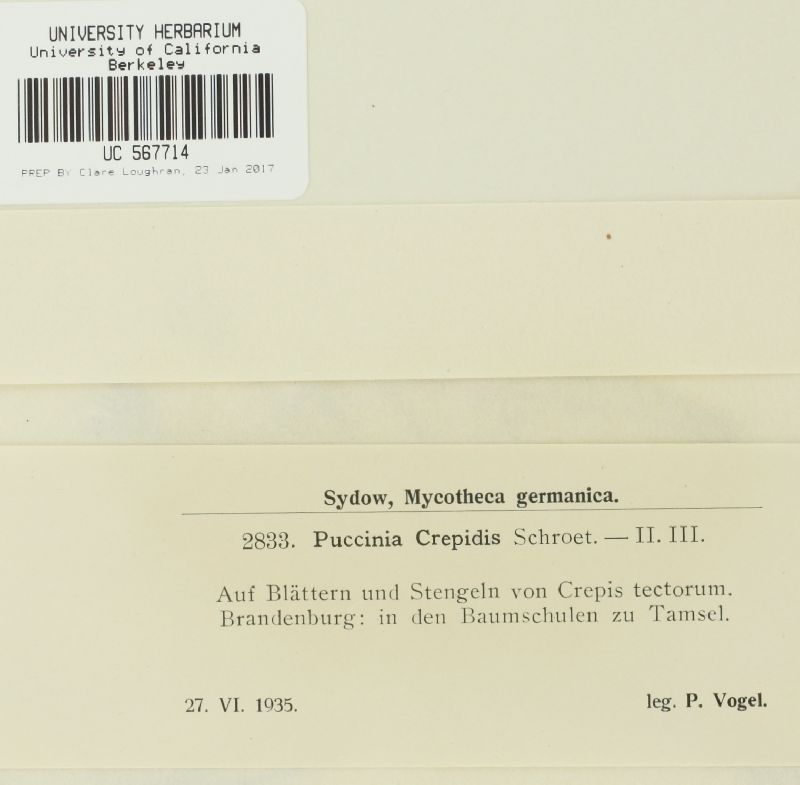 UNIVERSITY HERBARIUM
University of California
Berkeley
UC 567714
PREP BY Clare Loughran, 23 Jan 2017
Sydow, Mycotheca germanica.
2833. Puccinia Crepidis Schroet. — II. III.
Auf Blättern und Stengeln von Crepis tectorum.
Brandenburg: in den Baumschulen zu Tamsel.
27. VI. 1935.
leg. P. Vogel.